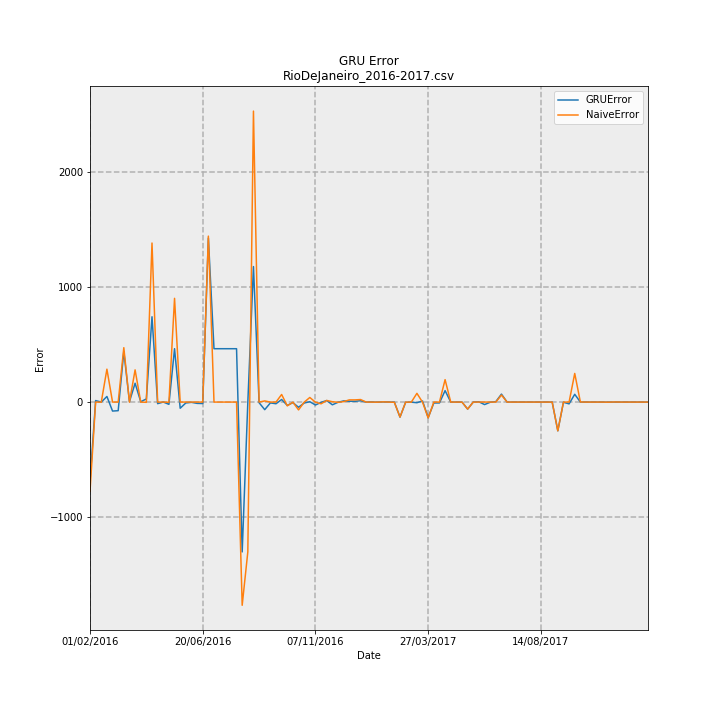 GRU Error
RioDeJaneiro_2016-2017.csv
GRUError
NaiveError
2000
1000
0
−1000
Error
01/02/2016 20/06/2016 07/11/2016 27/03/2017 14/08/2017
Date